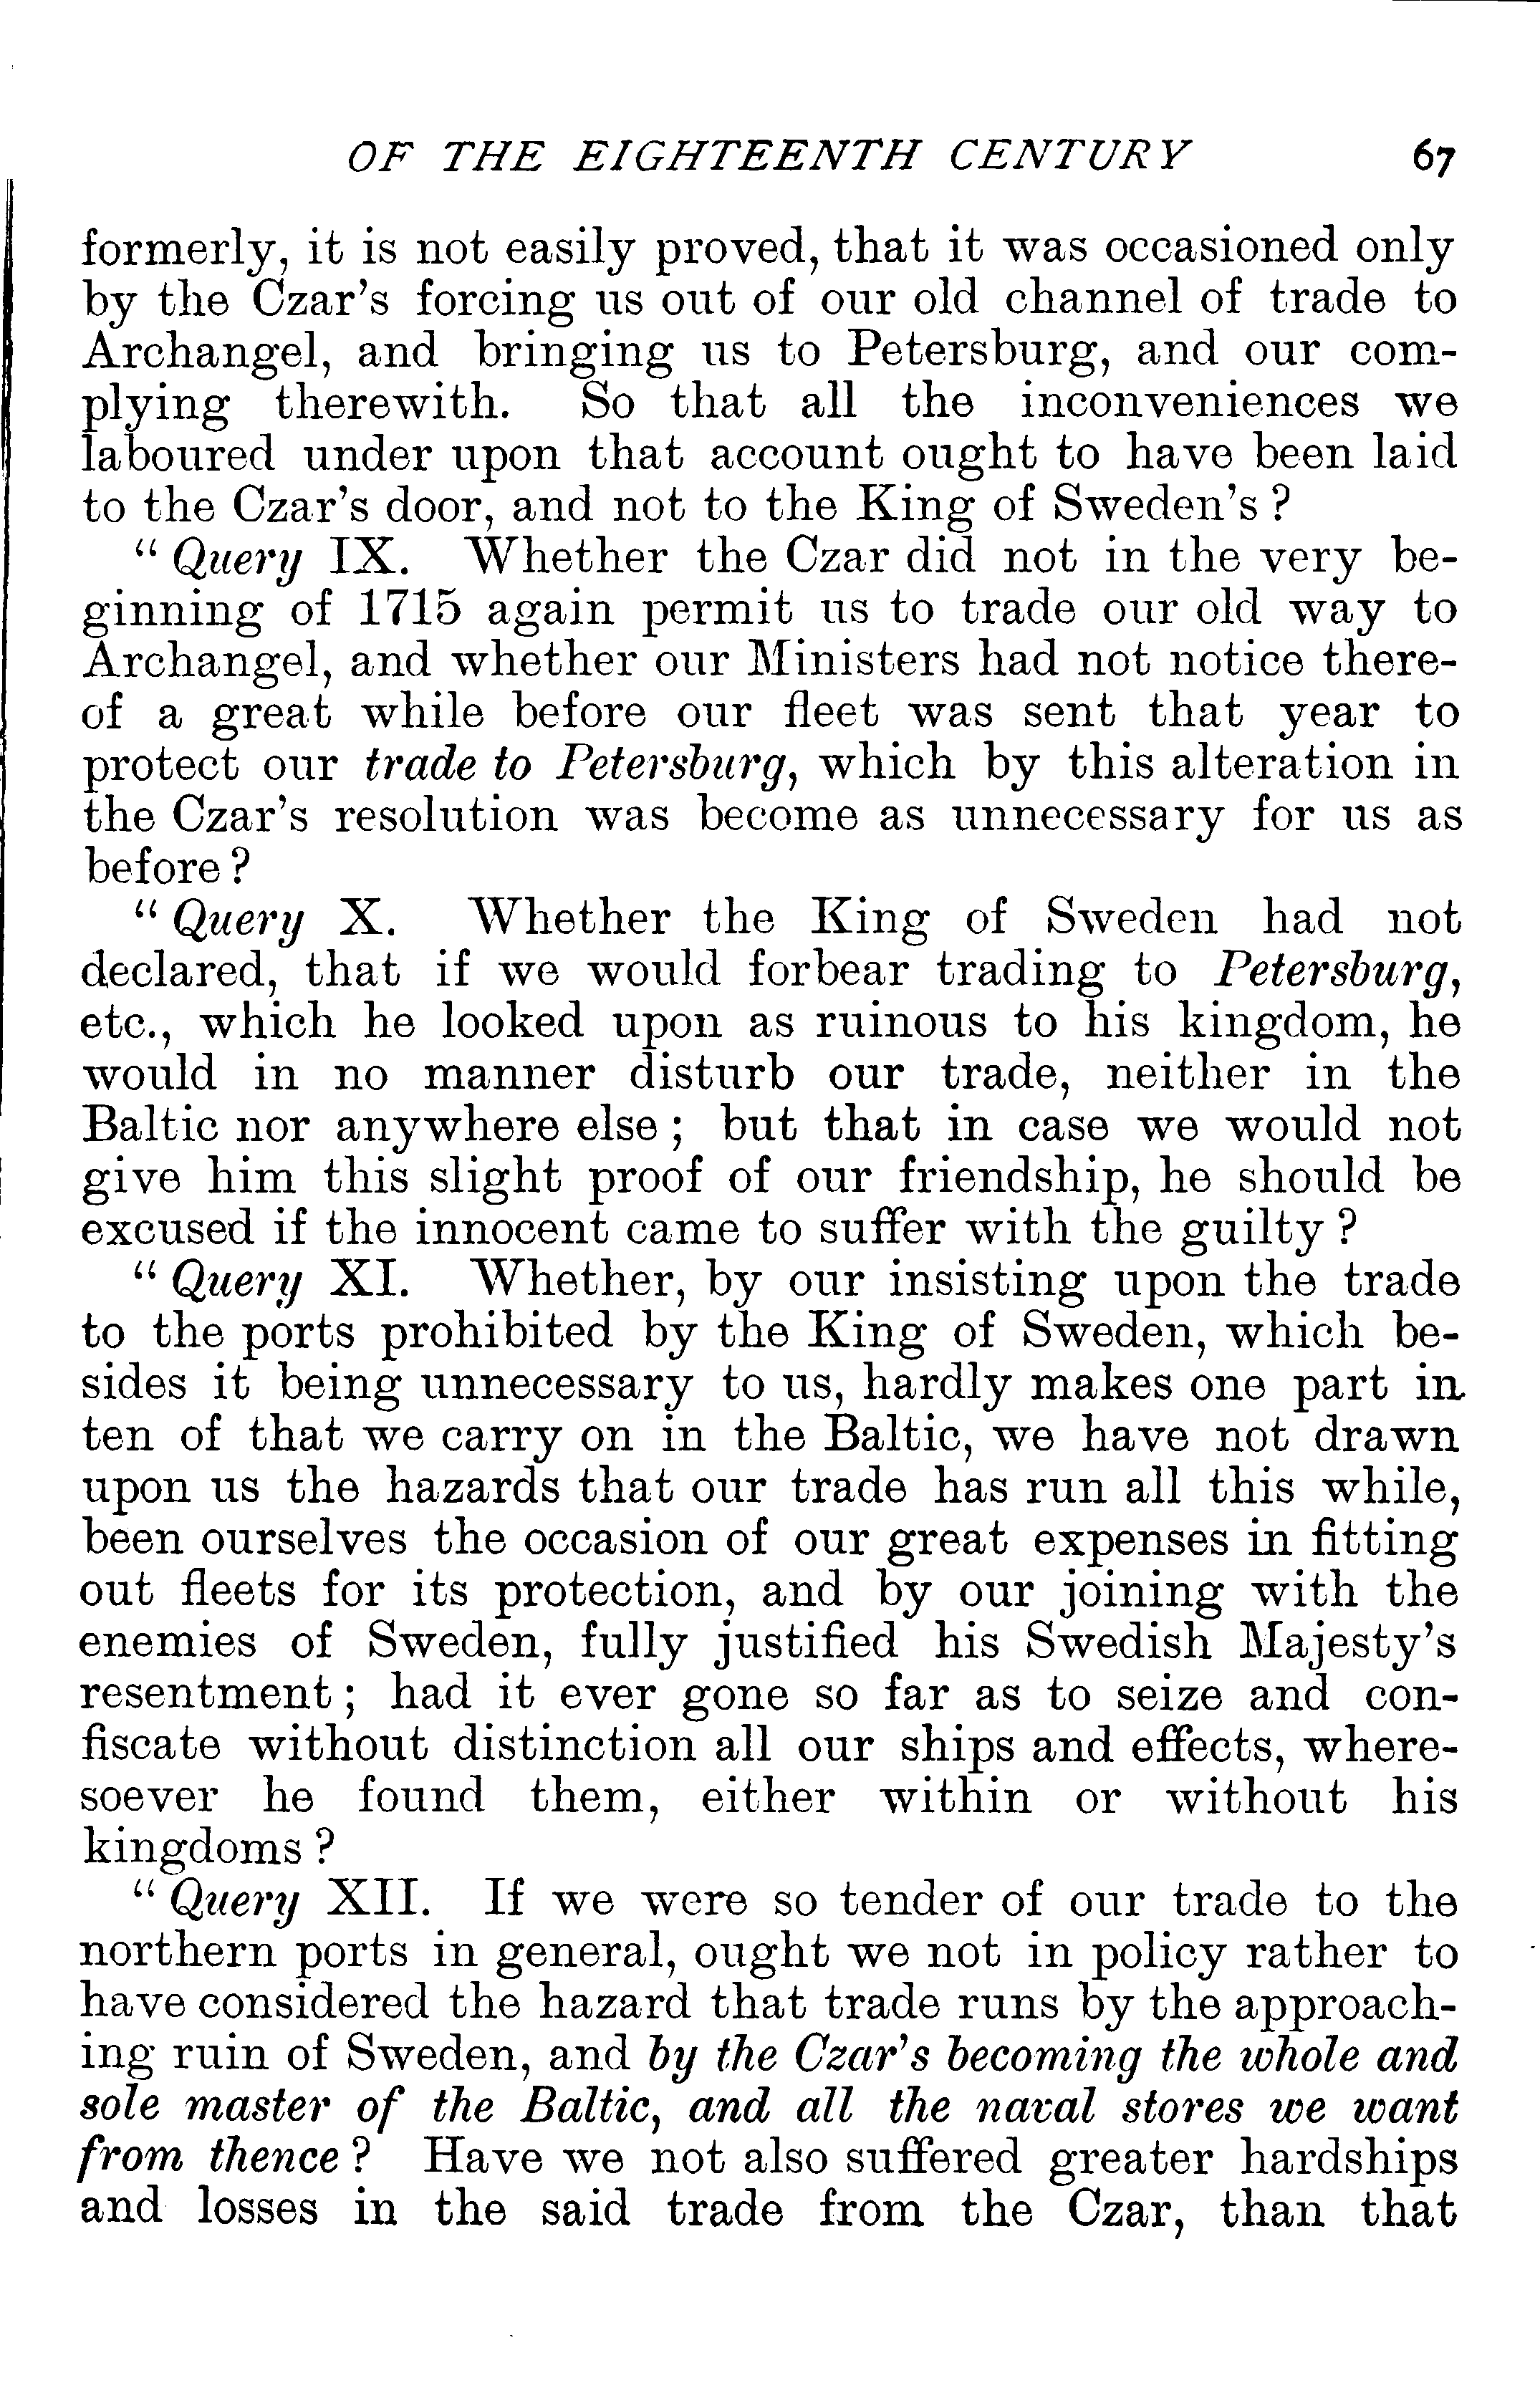 OF THE EIGHTEENTH CENTURY 67
formerly, it is not easily proved, that it was occasioned only
by the Czar's forcing us out of our old channel of trade to
Archangel, and bringing us to Petersburg, and our com-
plying therewith. So that all the inconveniences we
laboured under upon that account ought to have been laid
to the Czar's door, and not to the King of Sweden's ?
“ Query IX. Whether the Czar did not in the very be-
ginning of 1715 again permit us to trade our old way to
Archangel, and whether our Ministers had not notice there-
of a great while before our fleet was sent that year to
protect our trade to Petersburg, which by this alteration in
the Czar's resolution was become as unnecessary for us as
before ?
“ Query X. Whether the King of Sweden had not
declared, that if we would forbear trading to Petersburg,
etc., which he looked upon as ruinous to his kingdom, he
would in no manner disturb our trade, neither in the
Baltic nor anywhere else ; but that in case we would not
give him this slight proof of our friendship, he should be
excused if the innocent came to suffer with the guilty ?
“ Query XI. Whether, by our insisting upon the trade
to the ports prohibited by the King of Sweden, which be-
sides it being unnecessary to us, hardly makes one part in
ten of that we carry on in the Baltic, we have not drawn
upon us the hazards that our trade has run all this while,
been ourselves the occasion of our great expenses in fitting
out fleets for its protection, and by our joining with the
enemies of Sweden, fully justified his Swedish Majesty's
resentment ; had it ever gone so far as to seize and con-
fiscate without distinction all our ships and effects, where-
soever he found them, either within or without his
kingdoms ?
“ Query XII. If we were so tender of our trade to the
northern ports in general, ought we not in policy rather to
have considered the hazard that trade runs by the approach-
ing ruin of Sweden, and by the Czar's becoming the whole and
sole master of the Baltic, and all the naval stores we want
from thence ? Have we not also suffered greater hardships
and losses in the said trade from the Czar, than that